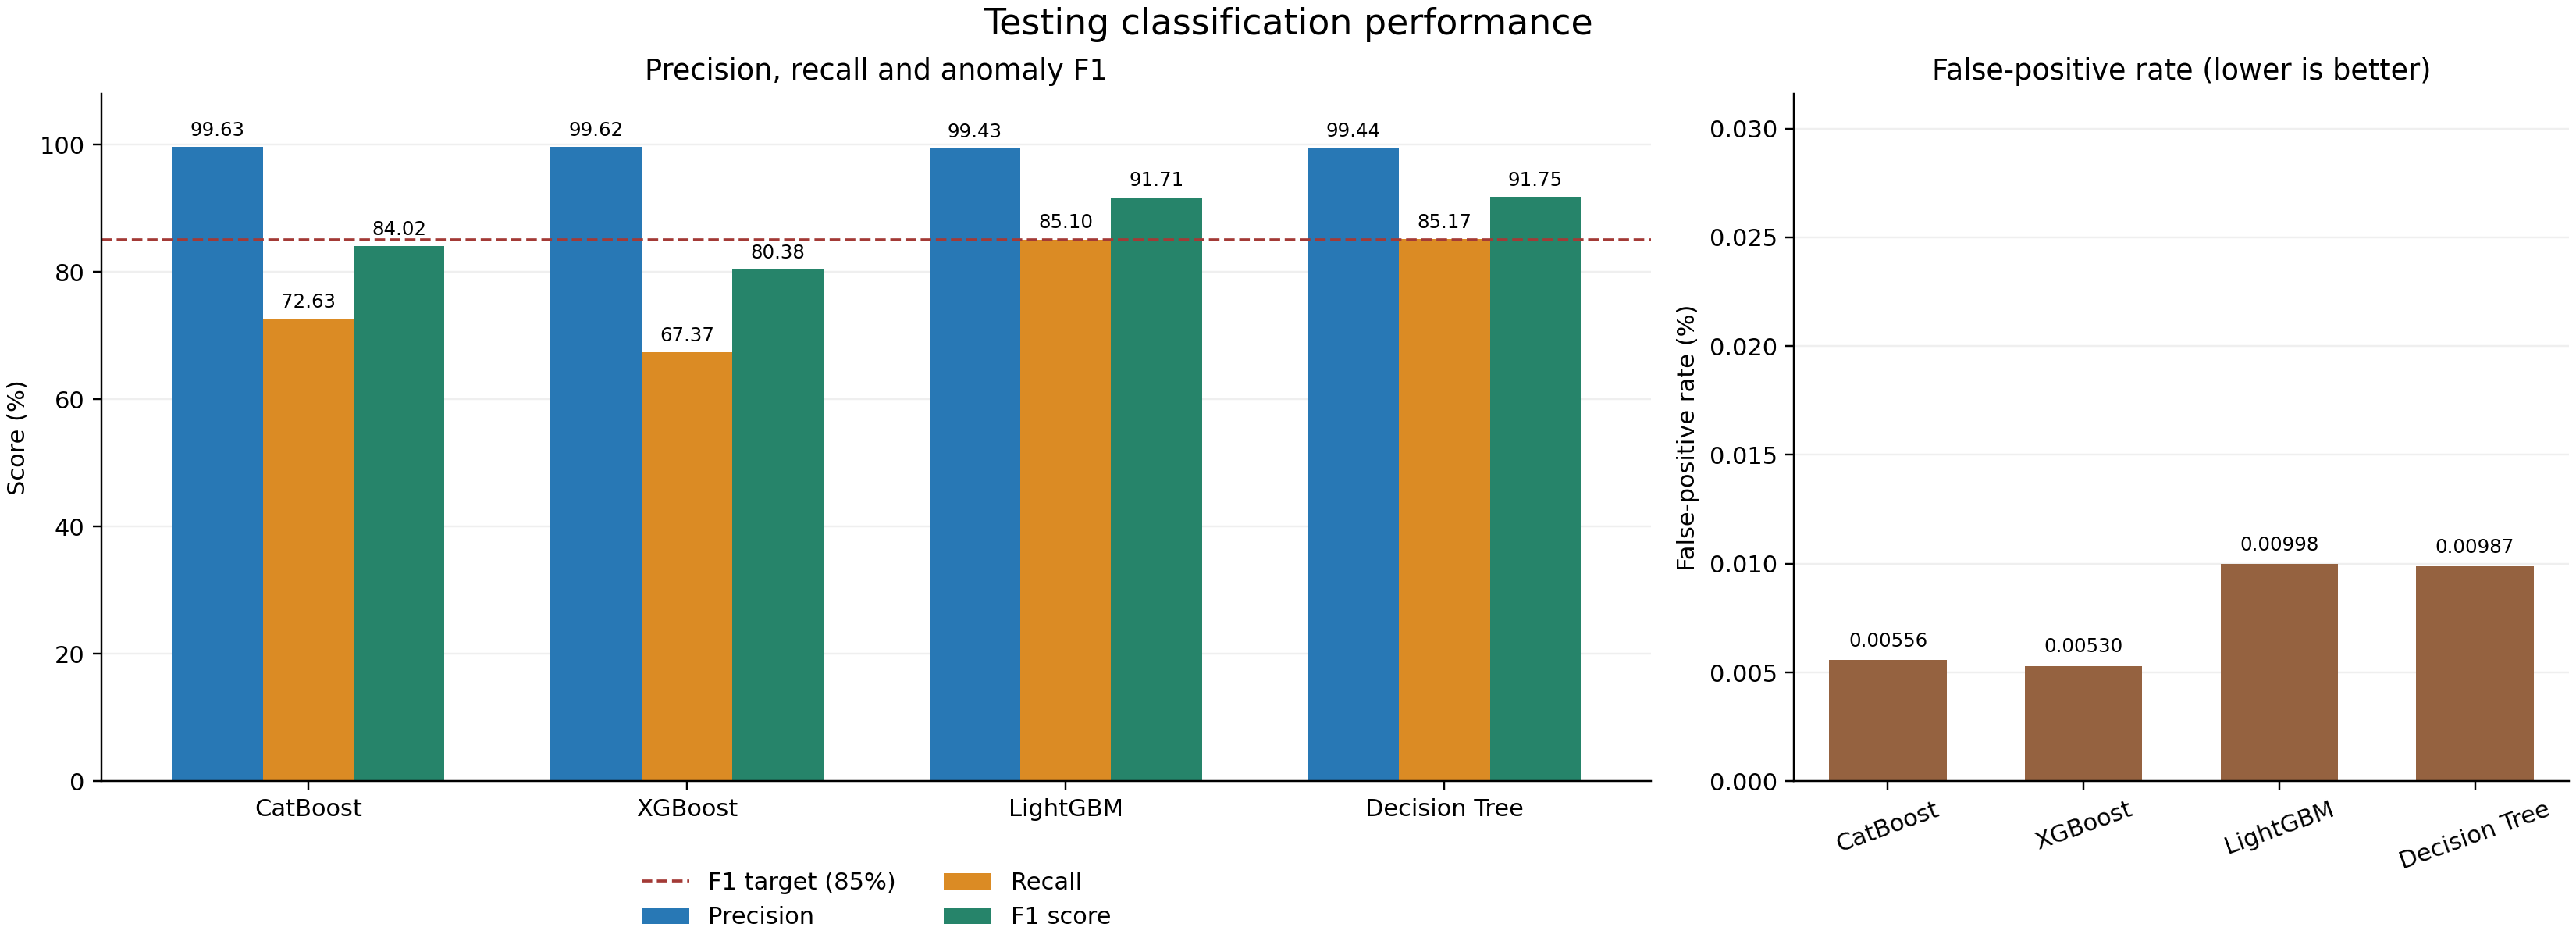 Testing classification performance
Precision, recall and anomaly F1
Score (%)
100
80
60
40
20
0
99.63
72.63
84.02
99.62
67.37
80.38
99.43
85.10
91.71
99.44
85.17
91.75
CatBoost
XGBoost
LightGBM
Decision Tree
F1 target (85%)
Precision
Recall
F1 score
False-positive rate (lower is better)
False-positive rate (%)
0.030
0.025
0.020
0.015
0.010
0.005
0.000
0.00556
0.00530
0.00998
0.00987
CatBoost
XGBoost
LightGBM
Decision Tree